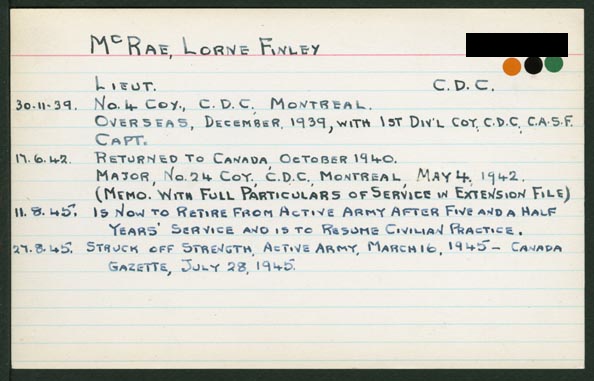 McRae, Lorne Finley
Lieut. C.D.C.
30-11-39. No. 4 Coy., C.D.C. Montreal.
Overseas, December, 1939, with 1st Div'l Coy, C.D.C, C.A.S.F.
Capt.
17.6.42. Returned to Canada, October 1940.
Major, No. 24 Coy, C.D.C., Montreal, May 4, 1942.
(Memo. With Full Particulars of Service in Extension File)
11.8.45. Is Now to Retire From Active Army After Five and a Half
Years' Service and is to Resume Civilian Practice.
27.8.45. Struck off Strength, Active Army, March 16, 1945 - Canada
Gazette, July 28, 1945.